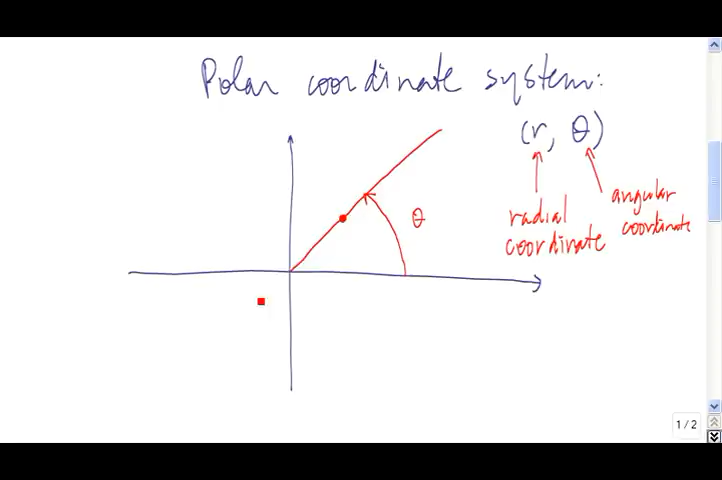 Polar coordinate system:
(r, θ)
radial
coordinate
angular
coordinate
θ
1 / 2